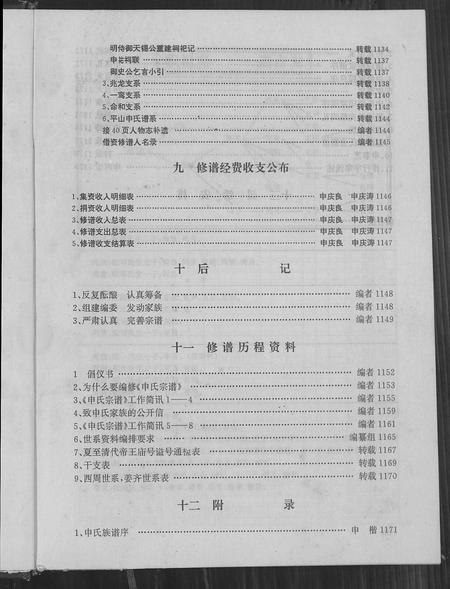 明侍御天锡公重建祠祀记 …… 转载 1134
申氏祠联 …… 转载 1137
御史公乞言小引 …… 转载 1137
3、兆龙支系 …… 转载 1138
4、一鸾支系 …… 转载 1140
5、命和支系 …… 转载 1142
6、平山申氏谱系 …… 转载 1144
接 40 页人物志补遗 …… 编者 1144
借资修谱人名录 …… 转载 1145
九 修谱经费收支公布
1、集资收入明细表 …… 申庆良 申庆涛 1146
2、捐资收入明细表 …… 申庆良 申庆涛 1146
3、修谱收入总表 …… 申庆良 申庆涛 1147
4、修谱支出总表 …… 申庆良 申庆涛 1147
5、修谱收支结算表 …… 申庆良 申庆涛 1147
十 后 记
1、反复酝酿 认真筹备 …… 编者 1148
2、组建编委 发动家族 …… 编者 1148
3、严肃认真 完善宗谱 …… 编者 1149
十一 修谱历程资料
1 倡仪书 …… 编者 1152
2、为什么要编修《申氏宗谱》 …… 编者 1153
3、《申氏宗谱》工作简讯 1——4 …… 编者 1155
4、致申氏家族的公开信 …… 编者 1159
5、《申氏宗谱》工作简讯 5——8 …… 编者 1161
6、世系资料编排要求 …… 编纂组 1165
7、夏至清代帝王庙号谥号通检表 …… 转载 1167
8、干支表 …… 转载 1169
9、西周世系,姜齐世系表 …… 转载 1170
十二 附 录
1、申氏族谱序 …… 申 楷 1171